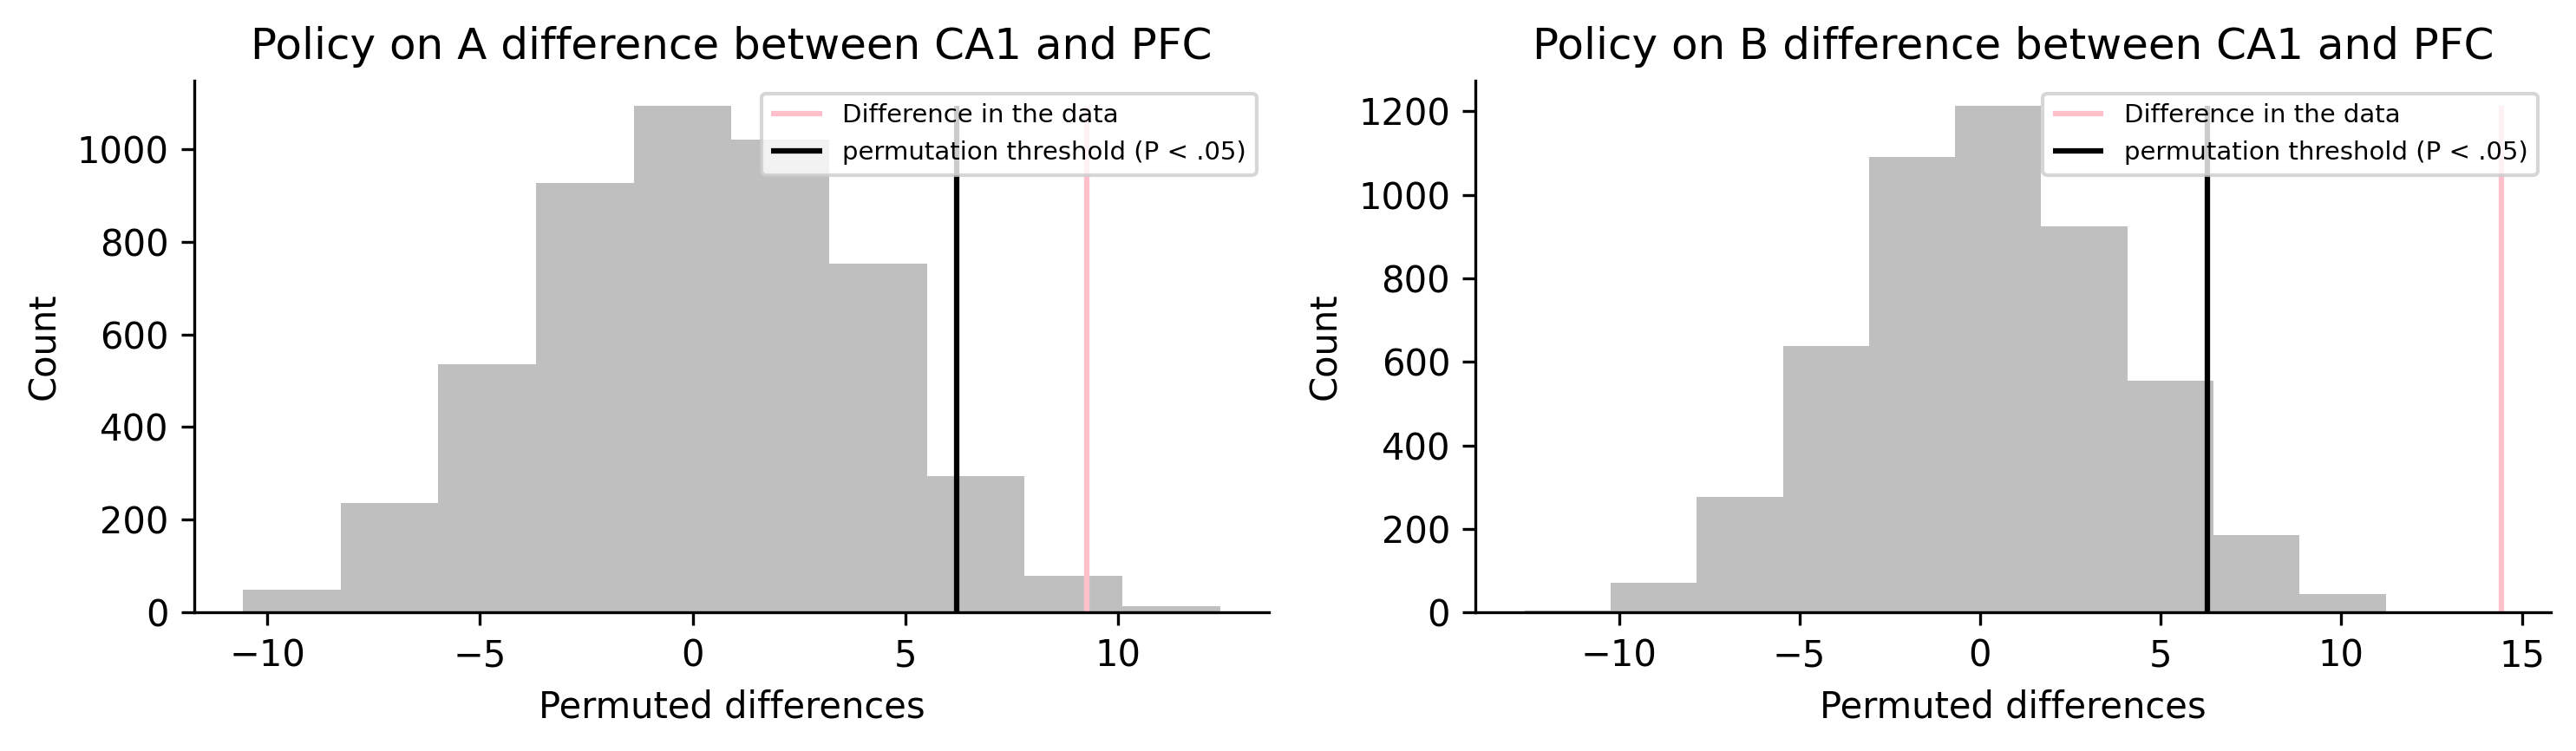 Policy on A difference between CA1 and PFC
Difference in the data
permutation threshold (P < .05)
1000
800
600
400
200
0
Count
−10 −5 0 5 10
Permuted differences
Policy on B difference between CA1 and PFC
Difference in the data
permutation threshold (P < .05)
1200
1000
800
600
400
200
0
Count
−10 −5 0 5 10 15
Permuted differences